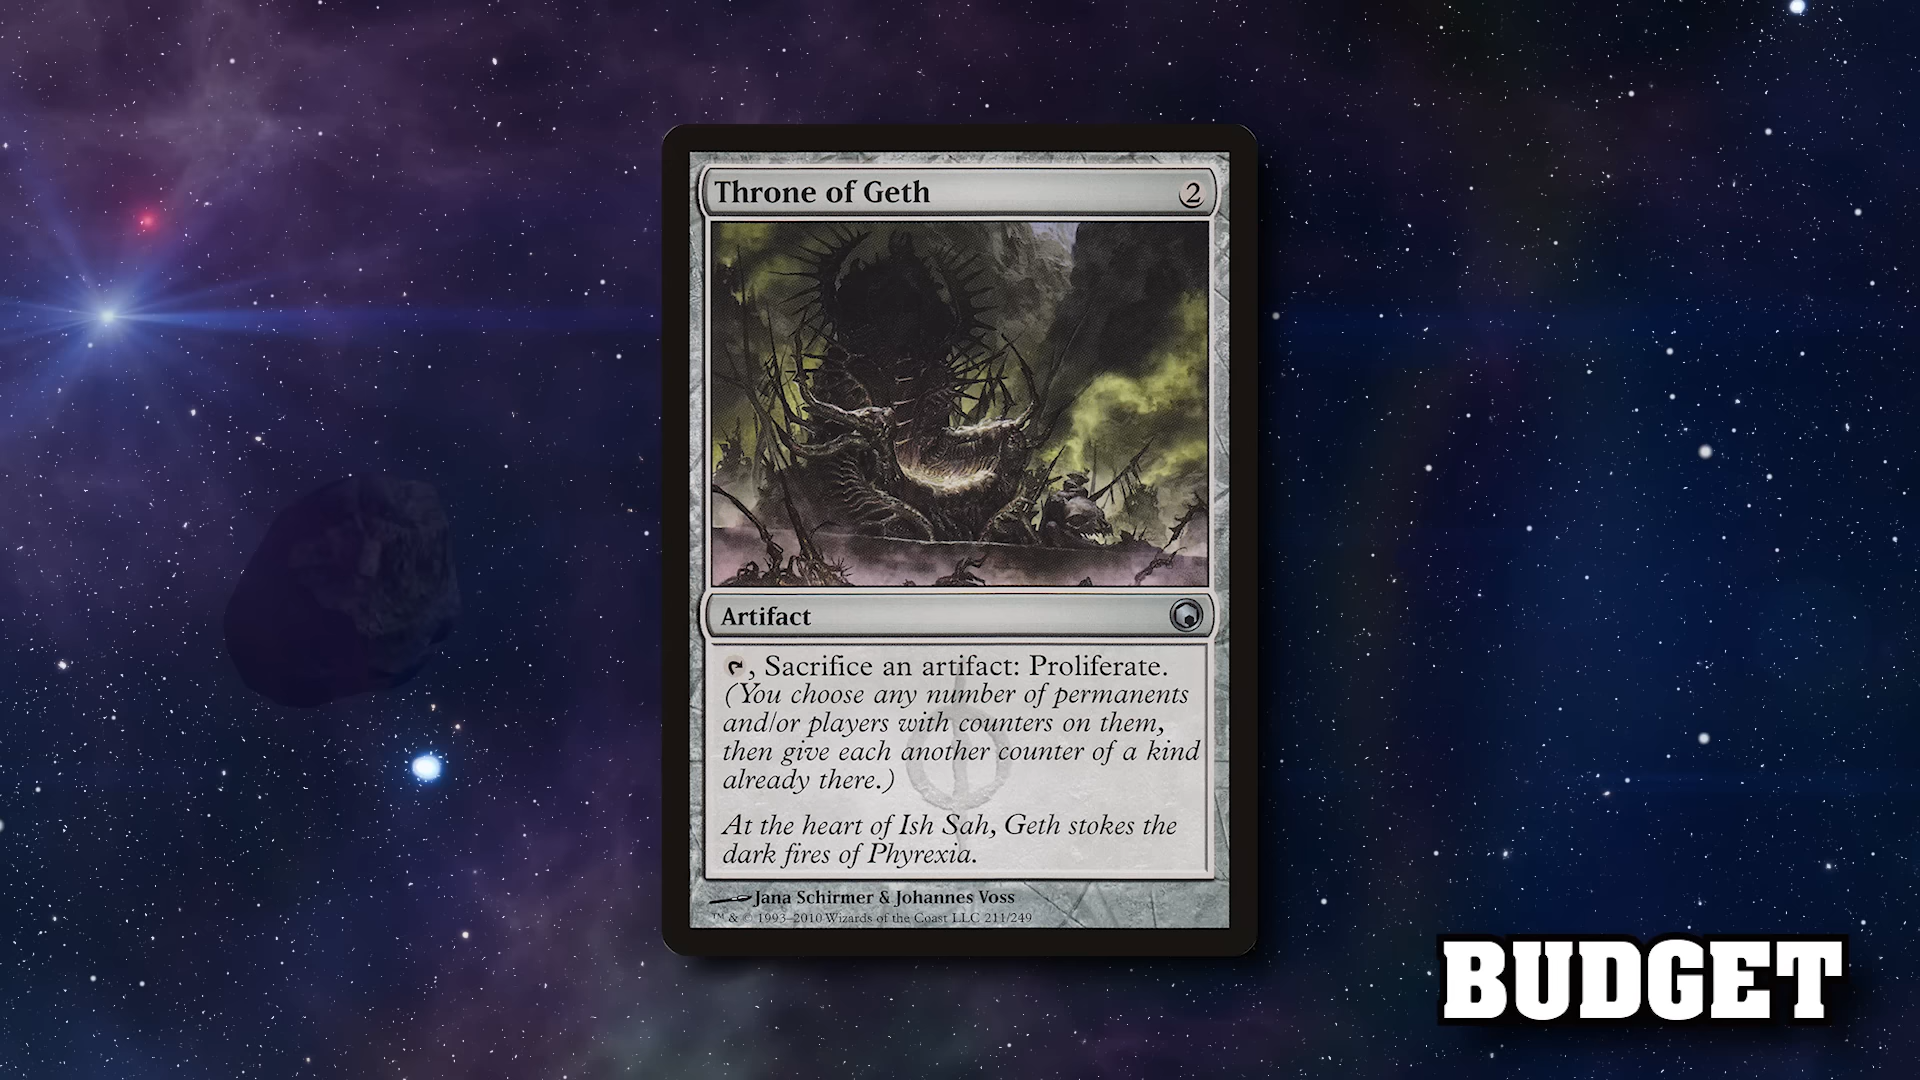 Throne of Geth
2
Artifact
, Sacrifice an artifact: Proliferate.
(You choose any number of permanents
and/or players with counters on them,
then give each another counter of a kind
already there.)
At the heart of Ish Sah, Geth stokes the
dark fires of Phyrexia.
Jana Schirmer & Johannes Voss
™ & © 1993–2010 Wizards of the Coast LLC 211/249
BUDGET